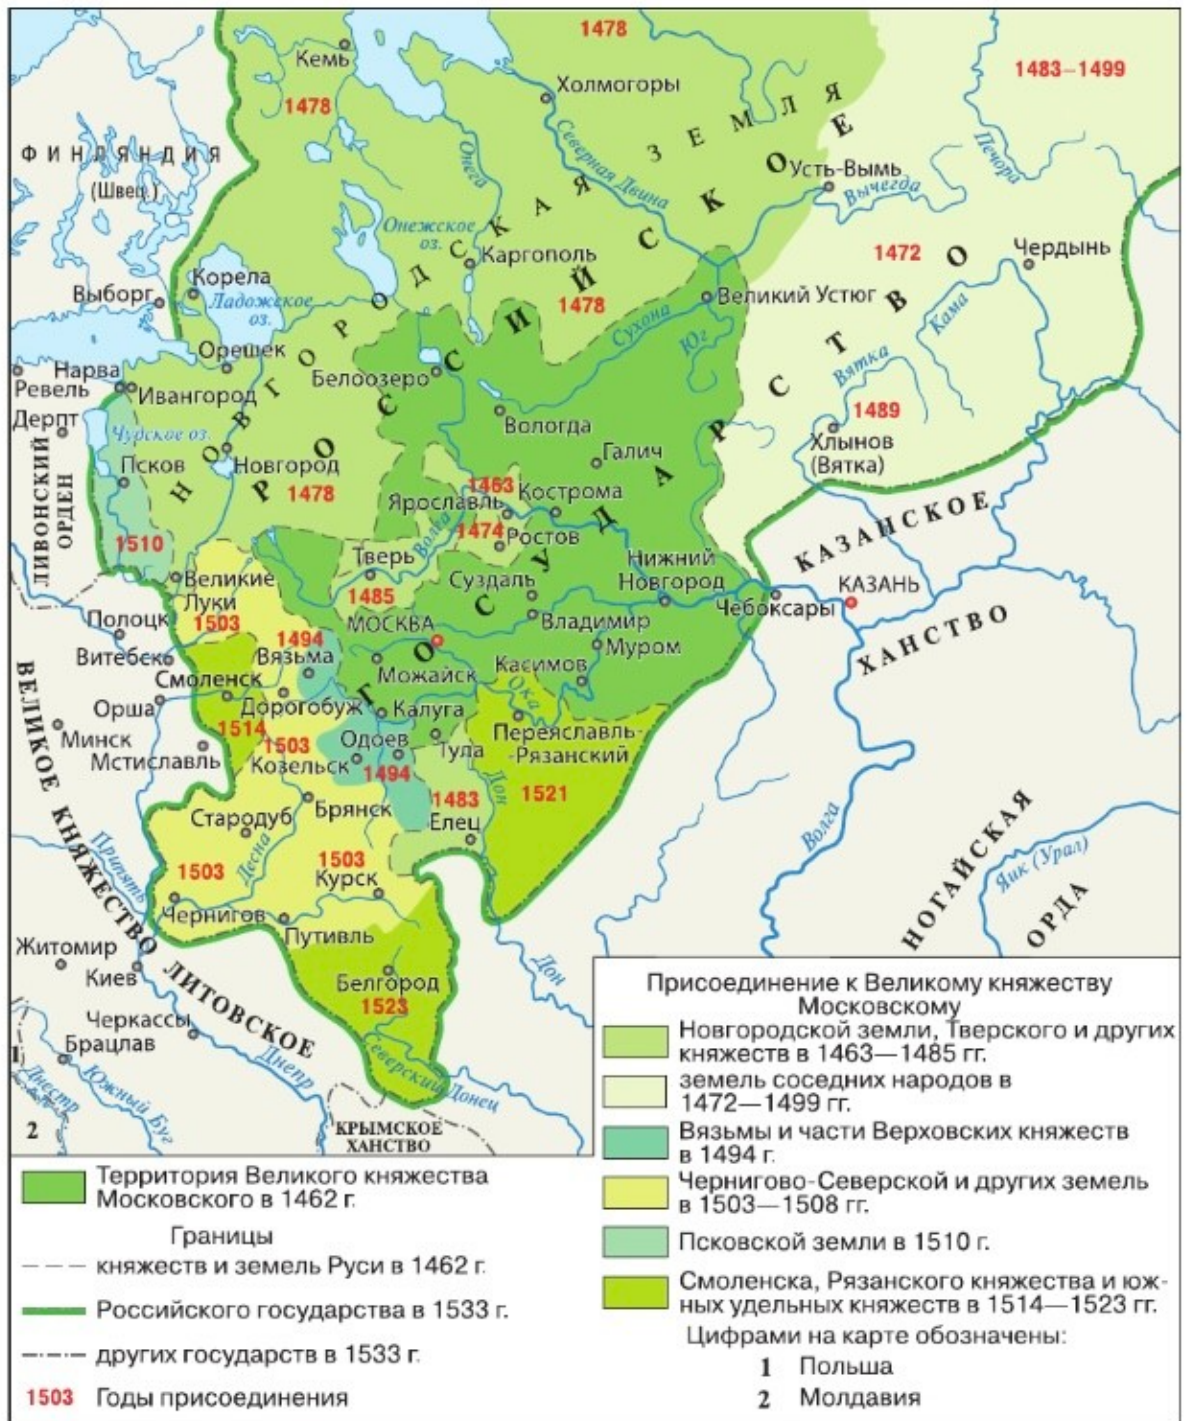 1478
1483–1499
Кемь
Холмогоры
1478
НОВГОРОДСКАЯ ЗЕМЛЯ
РОССИЙСКОЕ
ГОСУДАРСТВО
ФИНЛЯНДИЯ
(Швец.)
Онега
Северная Двина
Печора
Усть-Вымь
Вычегда
Онежское
оз.
Каргополь
1472
Чердынь
Корела
Выборг
Ладожское
оз.
1478
Великий Устюг
Сухона
Юг
Кама
Орешек
Нарва
Ревель
Ивангород
Белоозеро
Вятка
1489
Дерпт
Чудское оз.
Вологда
Хлынов
(Вятка)
Галич
Псков
Новгород
1478
1463
Кострома
Ярославль
ЛИВОНСКИЙ
ОРДЕН
1510
Волга
1474
Ростов
КАЗАНСКОЕ
ХАНСТВО
Тверь
1485
Нижний
Новгород
Великие
Луки
1503
Суздаль
КАЗАНЬ
Чебоксары
Полоцк
МОСКВА
Владимир
1494
Витебск
Вязьма
Муром
Смоленск
Можайск
Касимов
Ока
Орша
Дорогобуж
Калуга
1514
1503
Минск
Мстиславль
Одоев
Козельск
1494
Тула
Переяславль-
-Рязанский
1521
Дон
1483
Елец
Стародуб
Брянск
Десна
Припять
1503
1503
Курск
Чернигов
Путивль
Волга
НОГАЙСКАЯ
ОРДА
Яик (Урал)
ВЕЛИКОЕ КНЯЖЕСТВО ЛИТОВСКОЕ
Житомир
Киев
Белгород
1523
Дон
Черкассы
Брацлав
Северский Донец
Днепр
Южный Буг
Днестр
1
2
КРЫМСКОЕ
ХАНСТВО
Территория Великого княжества
Московского в 1462 г.
Границы
княжеств и земель Руси в 1462 г.
Российского государства в 1533 г.
других государств в 1533 г.
1503 Годы присоединения
Присоединение к Великому княжеству
Московскому
Новгородской земли, Тверского и других
княжеств в 1463—1485 гг.
земель соседних народов в
1472—1499 гг.
Вязьмы и части Верховских княжеств
в 1494 г.
Чернигово-Северской и других земель
в 1503—1508 гг.
Псковской земли в 1510 г.
Смоленска, Рязанского княжества и юж-
ных удельных княжеств в 1514—1523 гг.
Цифрами на карте обозначены:
1 Польша
2 Молдавия